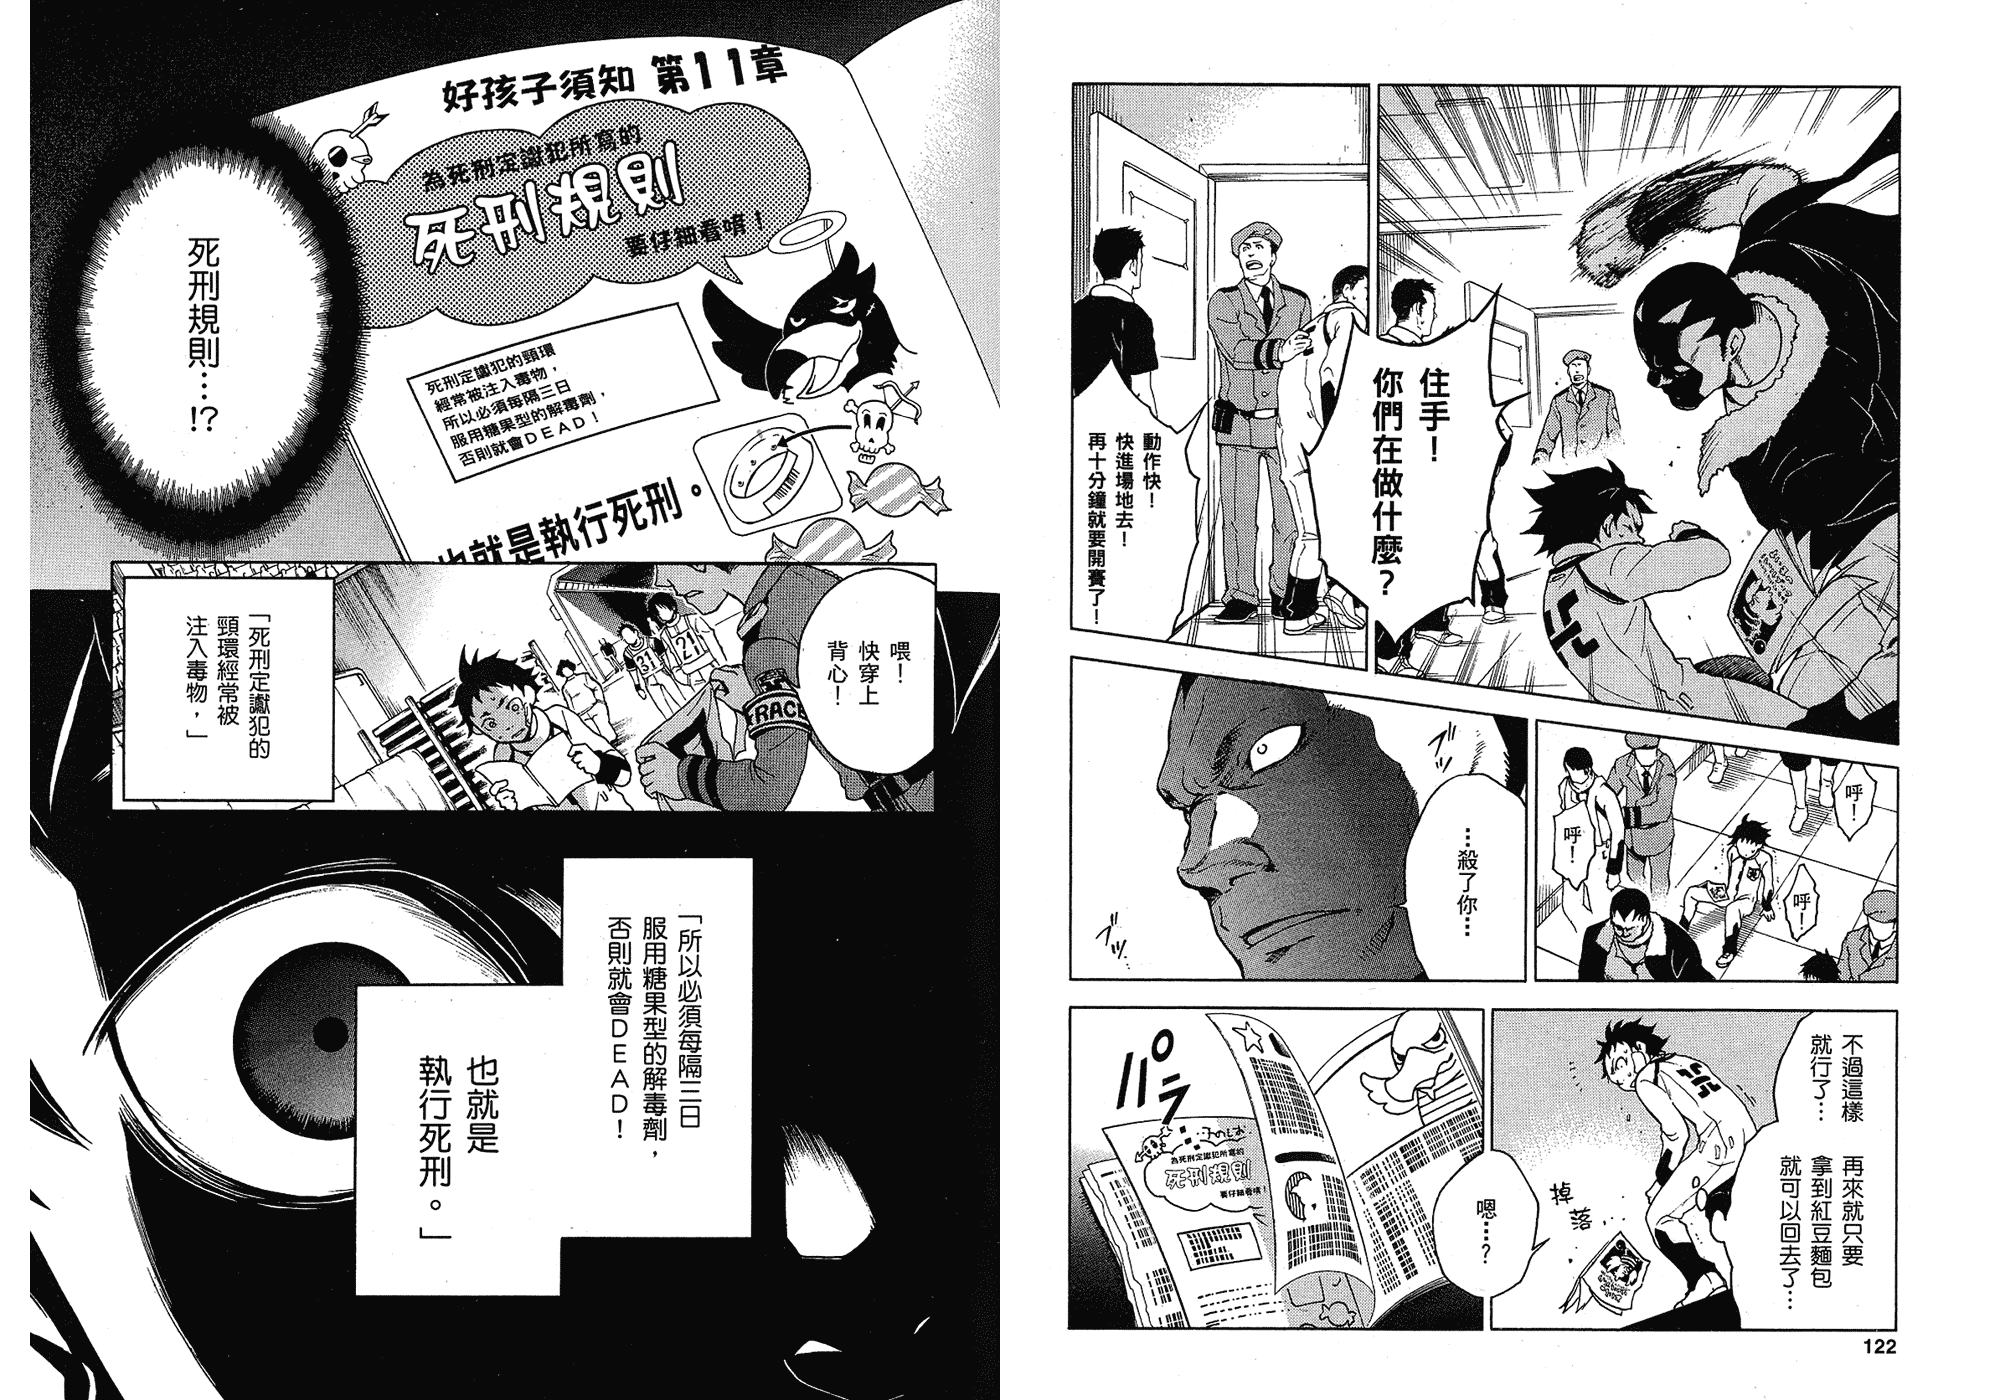 住手！
你們在做什麼？
動作快！
快進場地去！
再十分鐘就要開賽了！
呼！
呼！
呼！
…殺了你…
不過這樣
就行了…
再來就只要
拿到紅豆麵包
就可以回去了…
掉落…
嗯…？
パラ
為死刑定讞犯所寫的
死刑規則
要仔細看唷！
122
好孩子須知 第11章
為死刑定讞犯所寫的
死刑規則
要仔細看唷！
死刑定讞犯的頸環
經常被注入毒物，
所以必須每隔三日
服用糖果型的解毒劑，
否則就會DEAD！
也就是執行死刑。
死刑規則…!?
喂！
快穿上
背心！
31
21
TRACE
「死刑定讞犯的
頸環經常被
注入毒物，」
「所以必須每隔三日
服用糖果型的解毒劑，
否則就會DEAD！
也就是
執行死刑。」